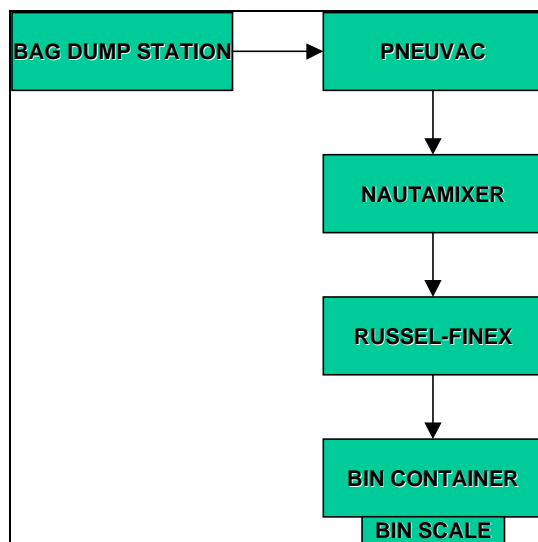 BAG DUMP STATION
PNEUVAC
NAUTAMIXER
RUSSEL-FINEX
BIN CONTAINER
BIN SCALE